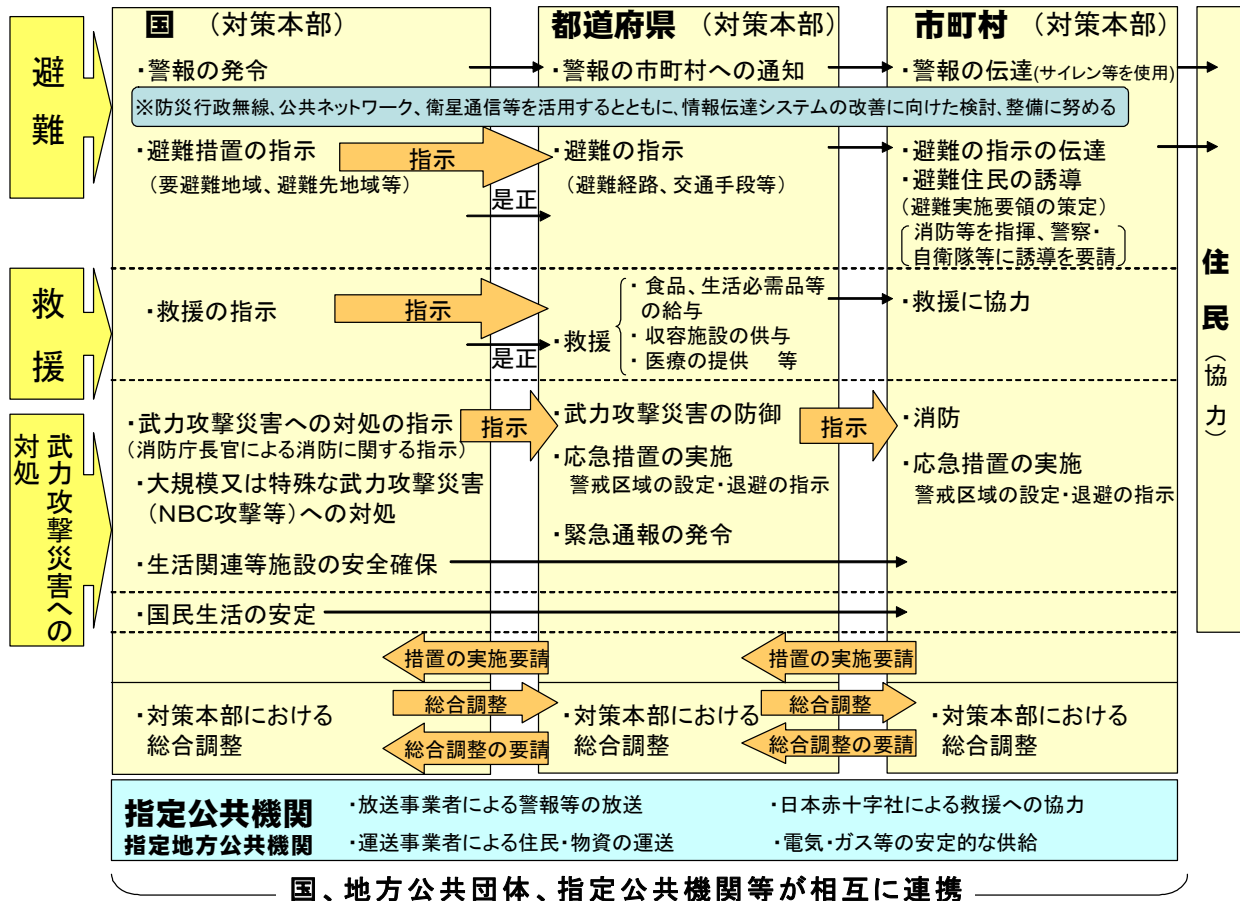 国 (対策本部)
都道府県 (対策本部)
市町村 (対策本部)
避難
・警報の発令
・警報の市町村への通知
・警報の伝達(サイレン等を使用)
※防災行政無線、公共ネットワーク、衛星通信等を活用するとともに、情報伝達システムの改善に向けた検討、整備に努める
・避難措置の指示
(要避難地域、避難先地域等)
指示
是正
・避難の指示
(避難経路、交通手段等)
・避難の指示の伝達
・避難住民の誘導
(避難実施要領の策定)
消防等を指揮、警察・
自衛隊等に誘導を要請
救援
・救援の指示
指示
是正
・救援
・食品、生活必需品等
の給与
・収容施設の供与
・医療の提供 等
・救援に協力
武力攻撃災害への
対処
・武力攻撃災害への対処の指示
(消防庁長官による消防に関する指示)
・大規模又は特殊な武力攻撃災害
(NBC攻撃等)への対処
指示
・武力攻撃災害の防御
・応急措置の実施
警戒区域の設定・退避の指示
・緊急通報の発令
指示
・消防
・応急措置の実施
警戒区域の設定・退避の指示
・生活関連等施設の安全確保
・国民生活の安定
措置の実施要請
措置の実施要請
・対策本部における
総合調整
総合調整
総合調整の要請
・対策本部における
総合調整
総合調整
総合調整の要請
・対策本部における
総合調整
住民(協力)
指定公共機関
指定地方公共機関
・放送事業者による警報等の放送
・日本赤十字社による救援への協力
・運送事業者による住民・物資の運送
・電気・ガス等の安定的な供給
国、地方公共団体、指定公共機関等が相互に連携